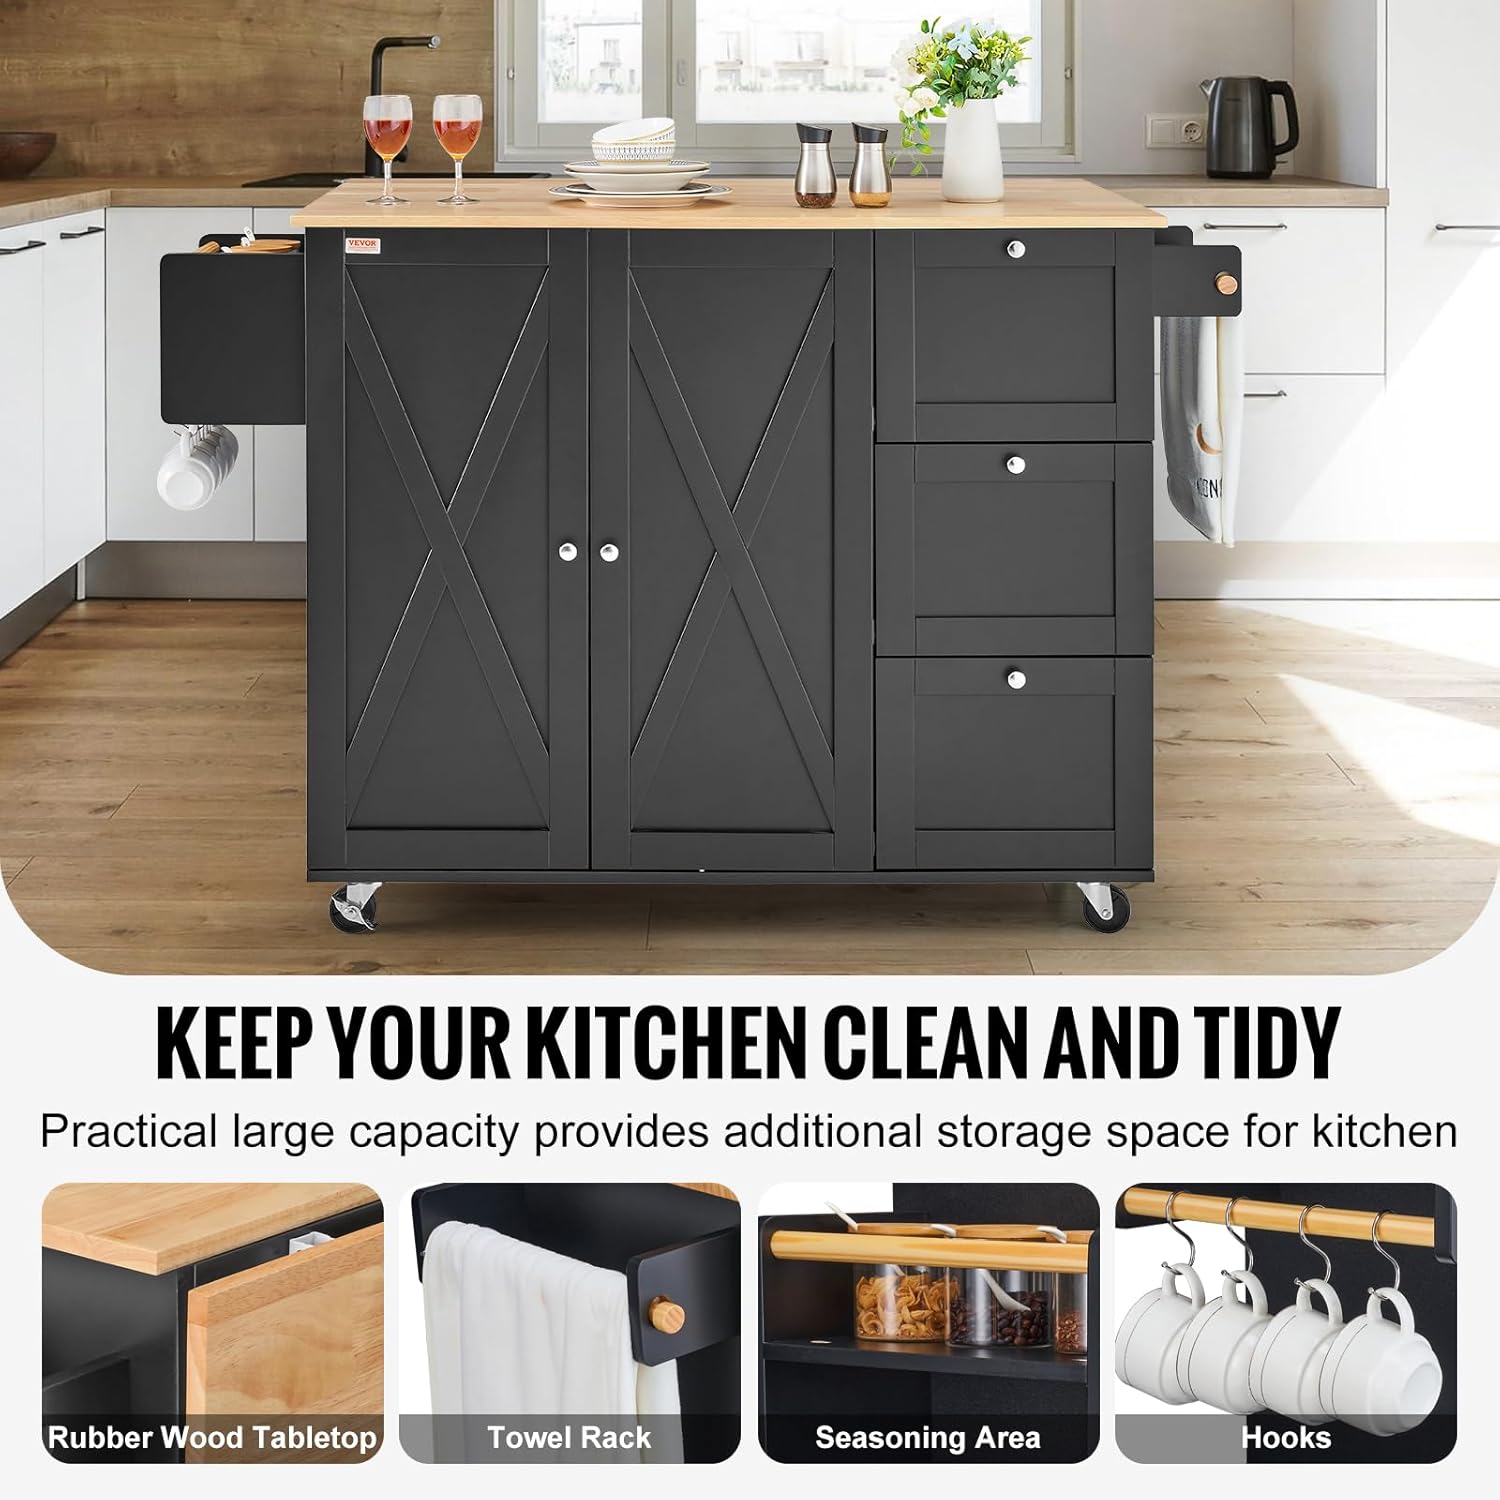 VEVOR
KEEP YOUR KITCHEN CLEAN AND TIDY
Practical large capacity provides additional storage space for kitchen
Rubber Wood Tabletop
Towel Rack
Seasoning Area
Hooks